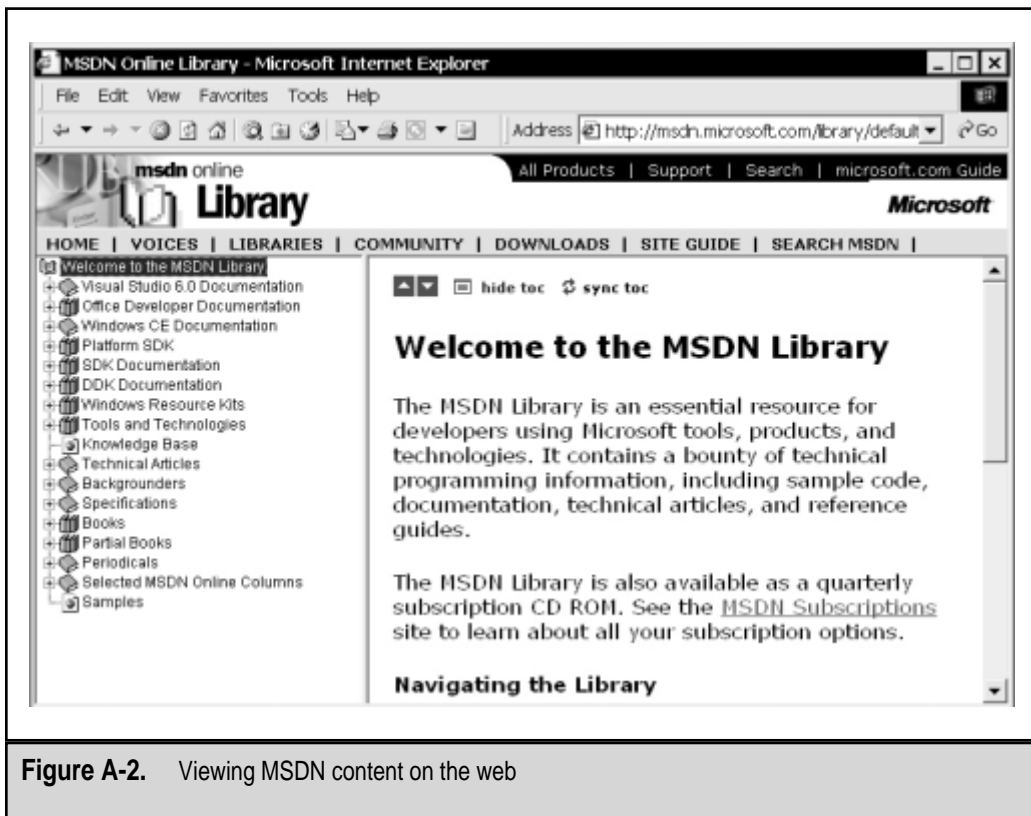 MSDN Online Library - Microsoft Internet Explorer
File Edit View Favorites Tools Help
Address http://msdn.microsoft.com/library/default Go
msdn online
Library
All Products | Support | Search | microsoft.com Guide
Microsoft
HOME | VOICES | LIBRARIES | COMMUNITY | DOWNLOADS | SITE GUIDE | SEARCH MSDN |
Welcome to the MSDN Library
Visual Studio 6.0 Documentation
Office Developer Documentation
Windows CE Documentation
Platform SDK
SDK Documentation
DDK Documentation
Windows Resource Kits
Tools and Technologies
Knowledge Base
Technical Articles
Backgrounders
Specifications
Books
Partial Books
Periodicals
Selected MSDN Online Columns
Samples
hide toc sync toc
Welcome to the MSDN Library
The MSDN Library is an essential resource for
developers using Microsoft tools, products, and
technologies. It contains a bounty of technical
programming information, including sample code,
documentation, technical articles, and reference
guides.
The MSDN Library is also available as a quarterly
subscription CD ROM. See the MSDN Subscriptions
site to learn about all your subscription options.
Navigating the Library
Figure A-2. Viewing MSDN content on the web